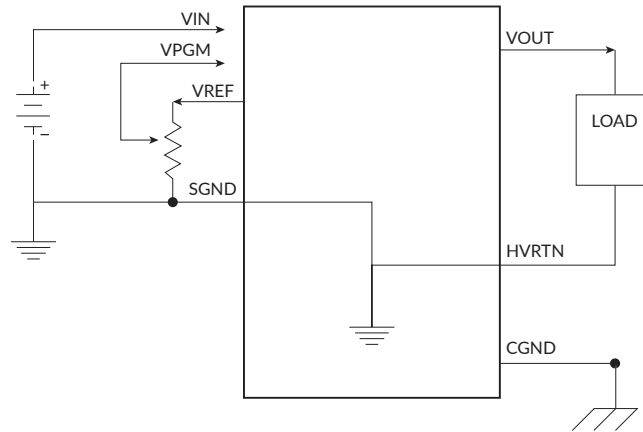 VIN
VPGM
VREF
SGND
VOUT
LOAD
HVRTN
CGND
+
–